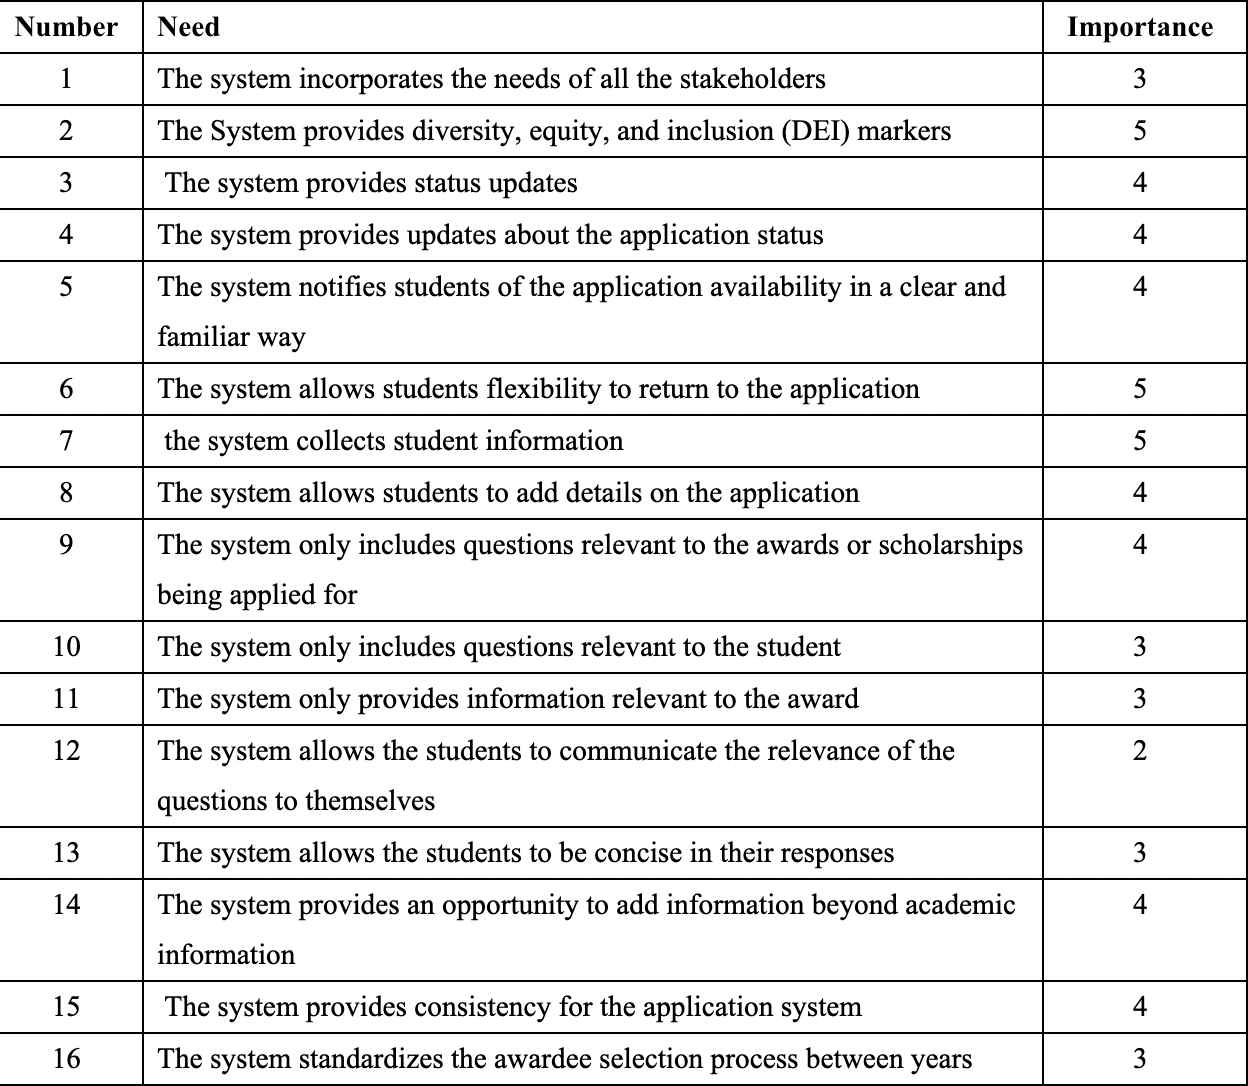 Number Need Importance
1 The system incorporates the needs of all the stakeholders 3
2 The System provides diversity, equity, and inclusion (DEI) markers 5
3 The system provides status updates 4
4 The system provides updates about the application status 4
5 The system notifies students of the application availability in a clear and 4
familiar way
6 The system allows students flexibility to return to the application 5
7 the system collects student information 5
8 The system allows students to add details on the application 4
9 The system only includes questions relevant to the awards or scholarships 4
being applied for
10 The system only includes questions relevant to the student 3
11 The system only provides information relevant to the award 3
12 The system allows the students to communicate the relevance of the 2
questions to themselves
13 The system allows the students to be concise in their responses 3
14 The system provides an opportunity to add information beyond academic 4
information
15 The system provides consistency for the application system 4
16 The system standardizes the awardee selection process between years 3